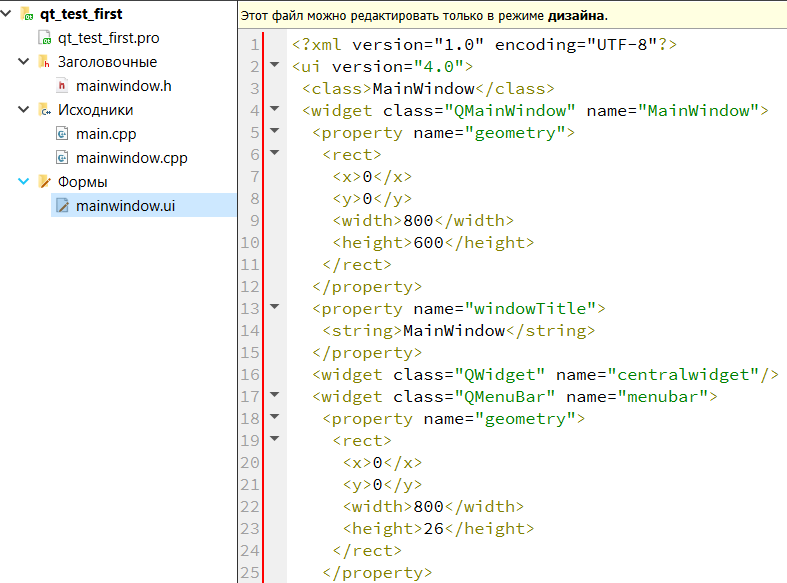 qt_test_first
qt_test_first.pro
Заголовочные
mainwindow.h
Исходники
main.cpp
mainwindow.cpp
Формы
mainwindow.ui
Этот файл можно редактировать только в режиме дизайна.
1 <?xml version="1.0" encoding="UTF-8"?>
2 <ui version="4.0">
3 <class>MainWindow</class>
4 <widget class="QMainWindow" name="MainWindow">
5 <property name="geometry">
6 <rect>
7 <x>0</x>
8 <y>0</y>
9 <width>800</width>
10 <height>600</height>
11 </rect>
12 </property>
13 <property name="windowTitle">
14 <string>MainWindow</string>
15 </property>
16 <widget class="QWidget" name="centralwidget"/>
17 <widget class="QMenuBar" name="menubar">
18 <property name="geometry">
19 <rect>
20 <x>0</x>
21 <y>0</y>
22 <width>800</width>
23 <height>26</height>
24 </rect>
25 </property>